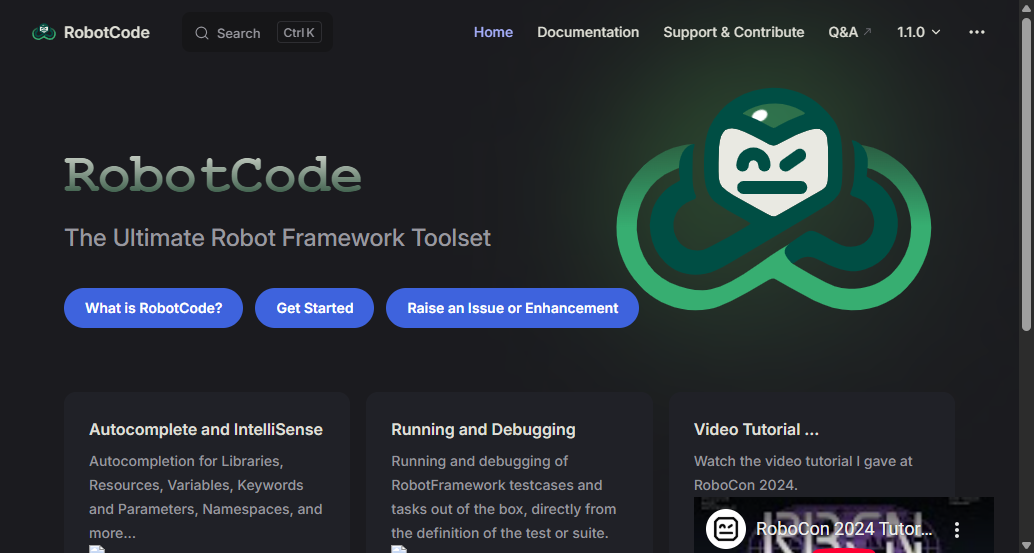 RobotCode
Search
Ctrl K
Home
Documentation
Support & Contribute
Q&A
1.1.0
RobotCode
The Ultimate Robot Framework Toolset
What is RobotCode?
Get Started
Raise an Issue or Enhancement
Autocomplete and IntelliSense
Autocompletion for Libraries,
Resources, Variables, Keywords
and Parameters, Namespaces, and
more...
Running and Debugging
Running and debugging of
RobotFramework testcases and
tasks out of the box, directly from
the definition of the test or suite.
Video Tutorial ...
Watch the video tutorial I gave at
RoboCon 2024.
RoboCon 2024 Tutor...